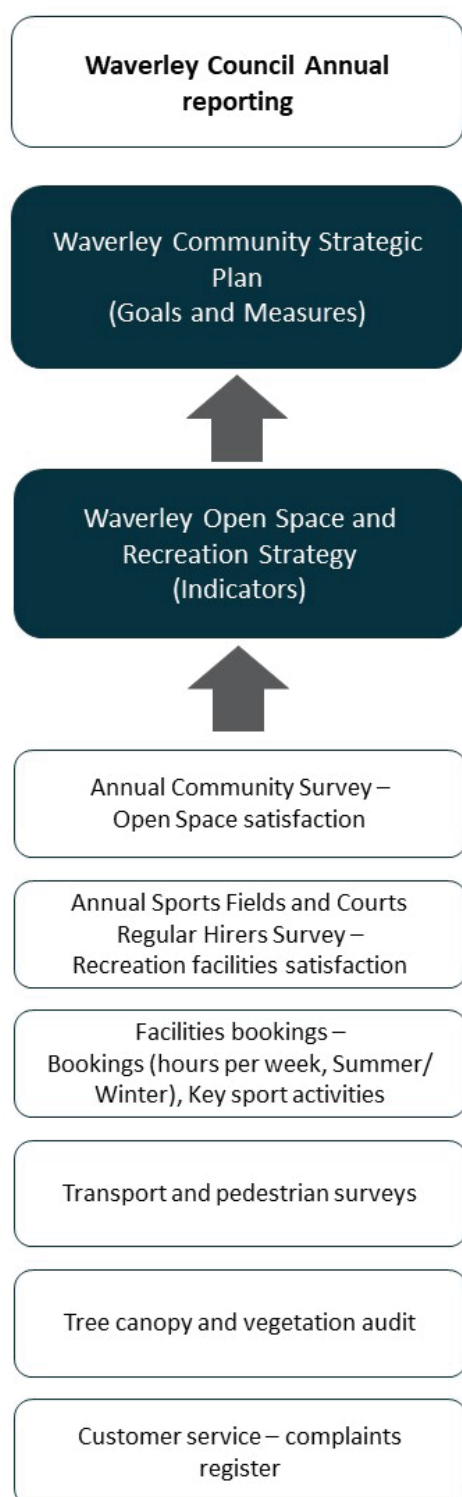 Waverley Council Annual
reporting
Waverley Community Strategic
Plan
(Goals and Measures)
Waverley Open Space and
Recreation Strategy
(Indicators)
Annual Community Survey –
Open Space satisfaction
Annual Sports Fields and Courts
Regular Hirers Survey –
Recreation facilities satisfaction
Facilities bookings –
Bookings (hours per week, Summer/
Winter), Key sport activities
Transport and pedestrian surveys
Tree canopy and vegetation audit
Customer service – complaints
register